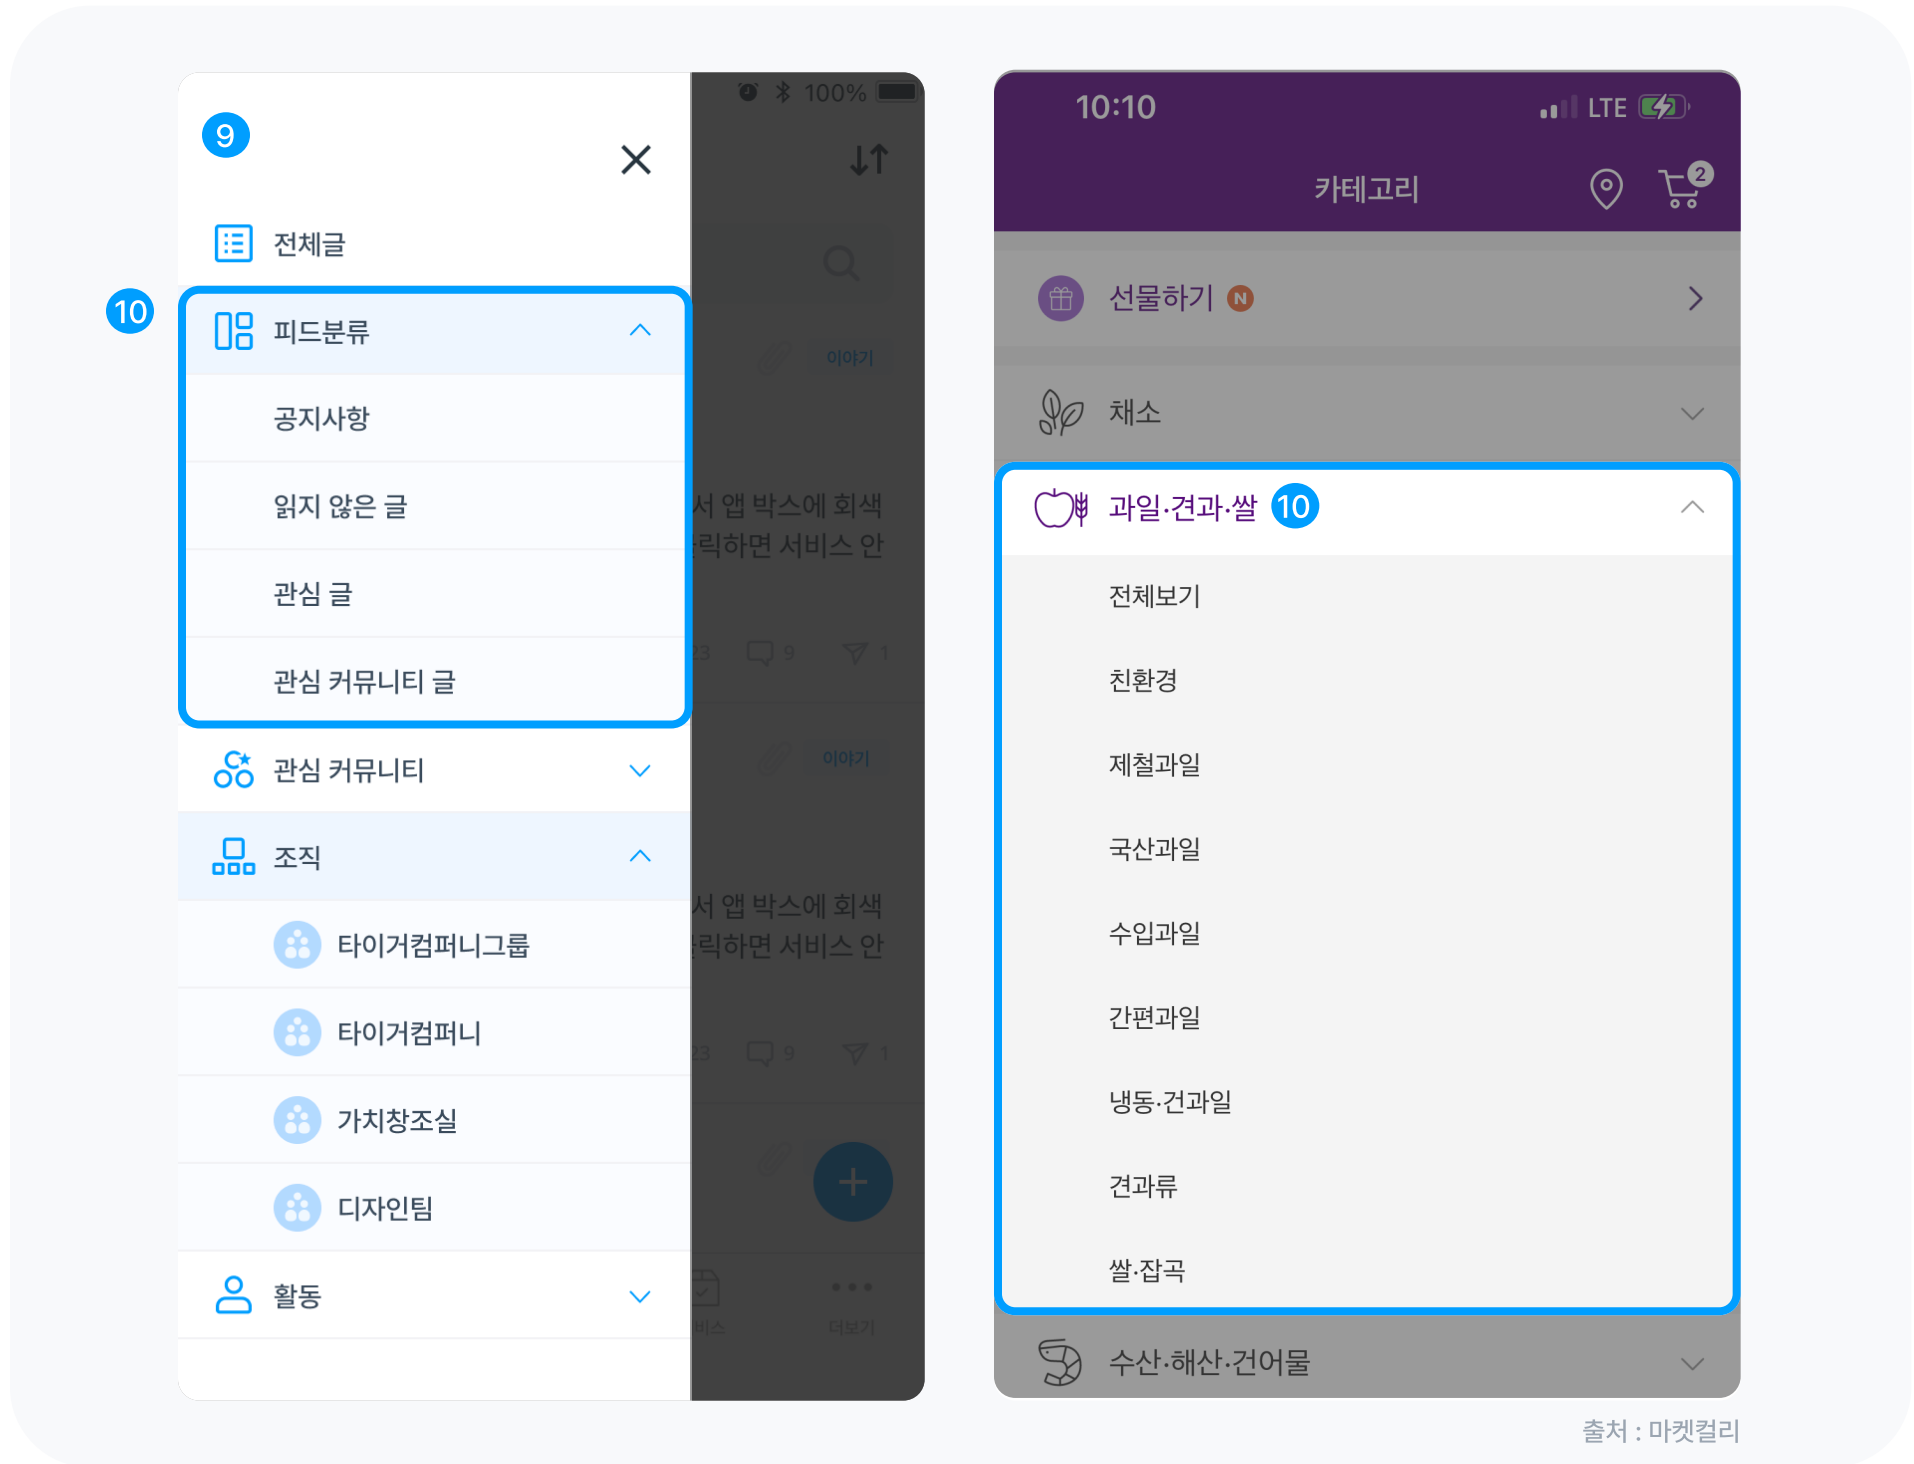 9
전체글
10
피드분류
공지사항
읽지 않은 글
관심 글
관심 커뮤니티 글
관심 커뮤니티
조직
타이거컴퍼니그룹
타이거컴퍼니
가치창조실
디자인팀
활동
100%
이야기
서 앱 박스에 회색
릭하면 서비스 안
23 9 1
이야기
서 앱 박스에 회색
릭하면 서비스 안
23 9 1
비스 더보기
10:10
LTE
카테고리
2
선물하기 N
채소
과일·견과·쌀 10
전체보기
친환경
제철과일
국산과일
수입과일
간편과일
냉동·건과일
견과류
쌀·잡곡
수산·해산·건어물
출처 : 마켓컬리